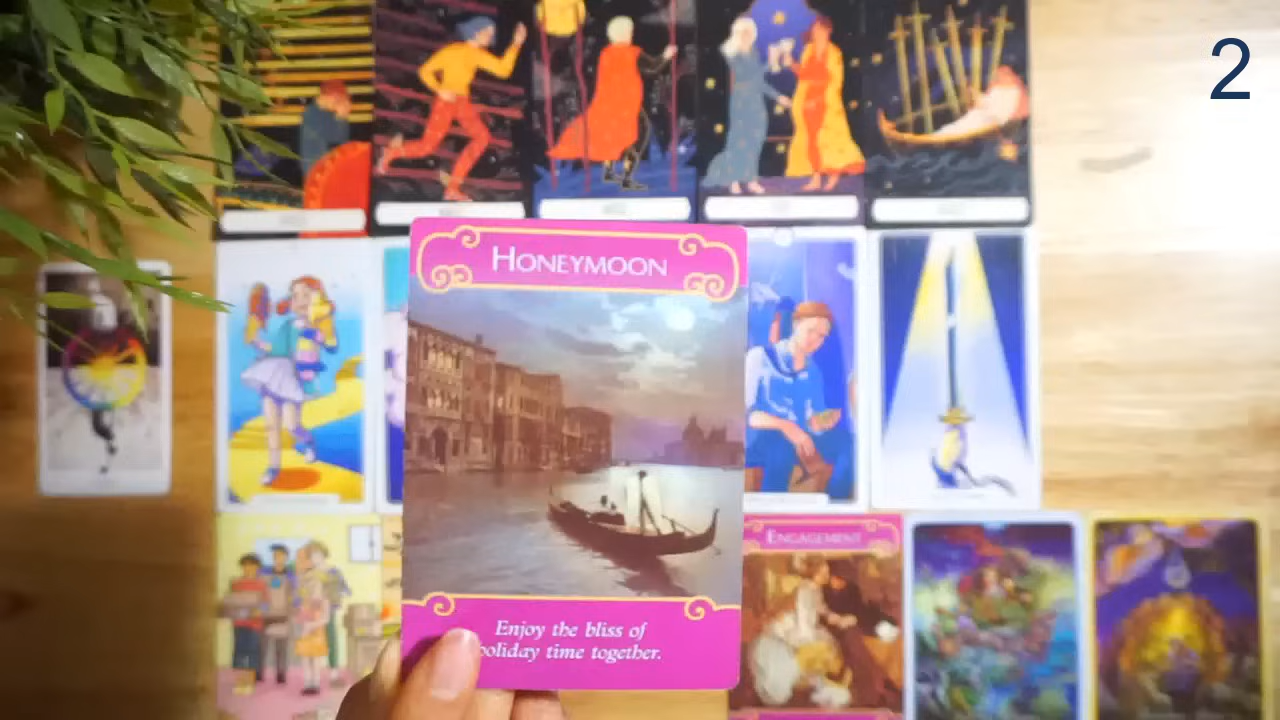 2
HONEYMOON
ENGAGEMENT
Enjoy the bliss of
holiday time together.